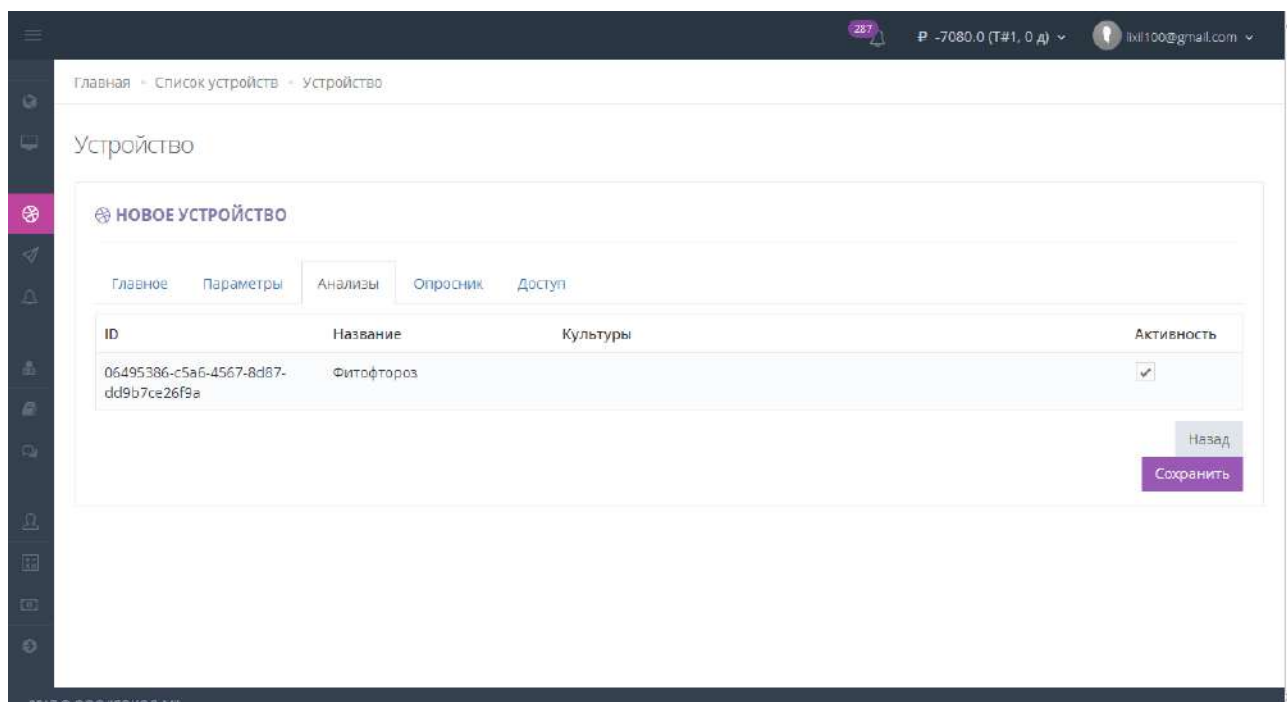 287
₽ -7080.0 (T#1, 0 д)
lixil100@gmail.com
Главная - Список устройств - Устройство
Устройство
НОВОЕ УСТРОЙСТВО
Главное Параметры Анализы Опросник Доступ
ID Название Культуры Активность
06495386-c5a6-4567-8d87-dd9b7ce26f9a Фитофтороз
Назад
Сохранить